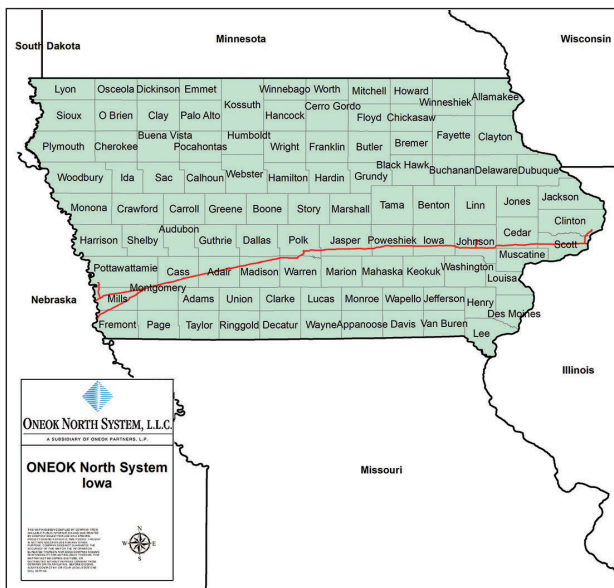 Minnesota
South Dakota
Wisconsin
Lyon Osceola Dickinson Emmet Winnebago Worth Mitchell Howard Allamakee
Kossuth Cerro Gordo Winneshiek
Sioux O Brien Clay Palo Alto Hancock Floyd Chickasaw
Buena Vista Humboldt Fayette Clayton
Plymouth Cherokee Pocahontas Wright Franklin Butler Bremer
Black Hawk
Woodbury Ida Sac Calhoun Webster Hamilton Hardin Grundy Buchanan Delaware Dubuque
Jackson
Monona Crawford Carroll Greene Boone Story Marshall Tama Benton Linn Jones
Clinton
Audubon Cedar
Harrison Shelby Guthrie Dallas Polk Jasper Poweshiek Iowa Johnson Scott
Muscatine
Pottawattamie Cass Adair Madison Warren Marion Mahaska Keokuk Washington
Louisa
Nebraska
Montgomery
Mills Adams Union Clarke Lucas Monroe Wapello Jefferson Henry
Des Moines
Fremont Page Taylor Ringgold Decatur Wayne Appanoose Davis Van Buren Lee
Illinois
Missouri
ONEOK NORTH SYSTEM, L.L.C.
A SUBSIDIARY OF ONEOK PARTNERS, L.P.
ONEOK North System
Iowa
N
W E
S